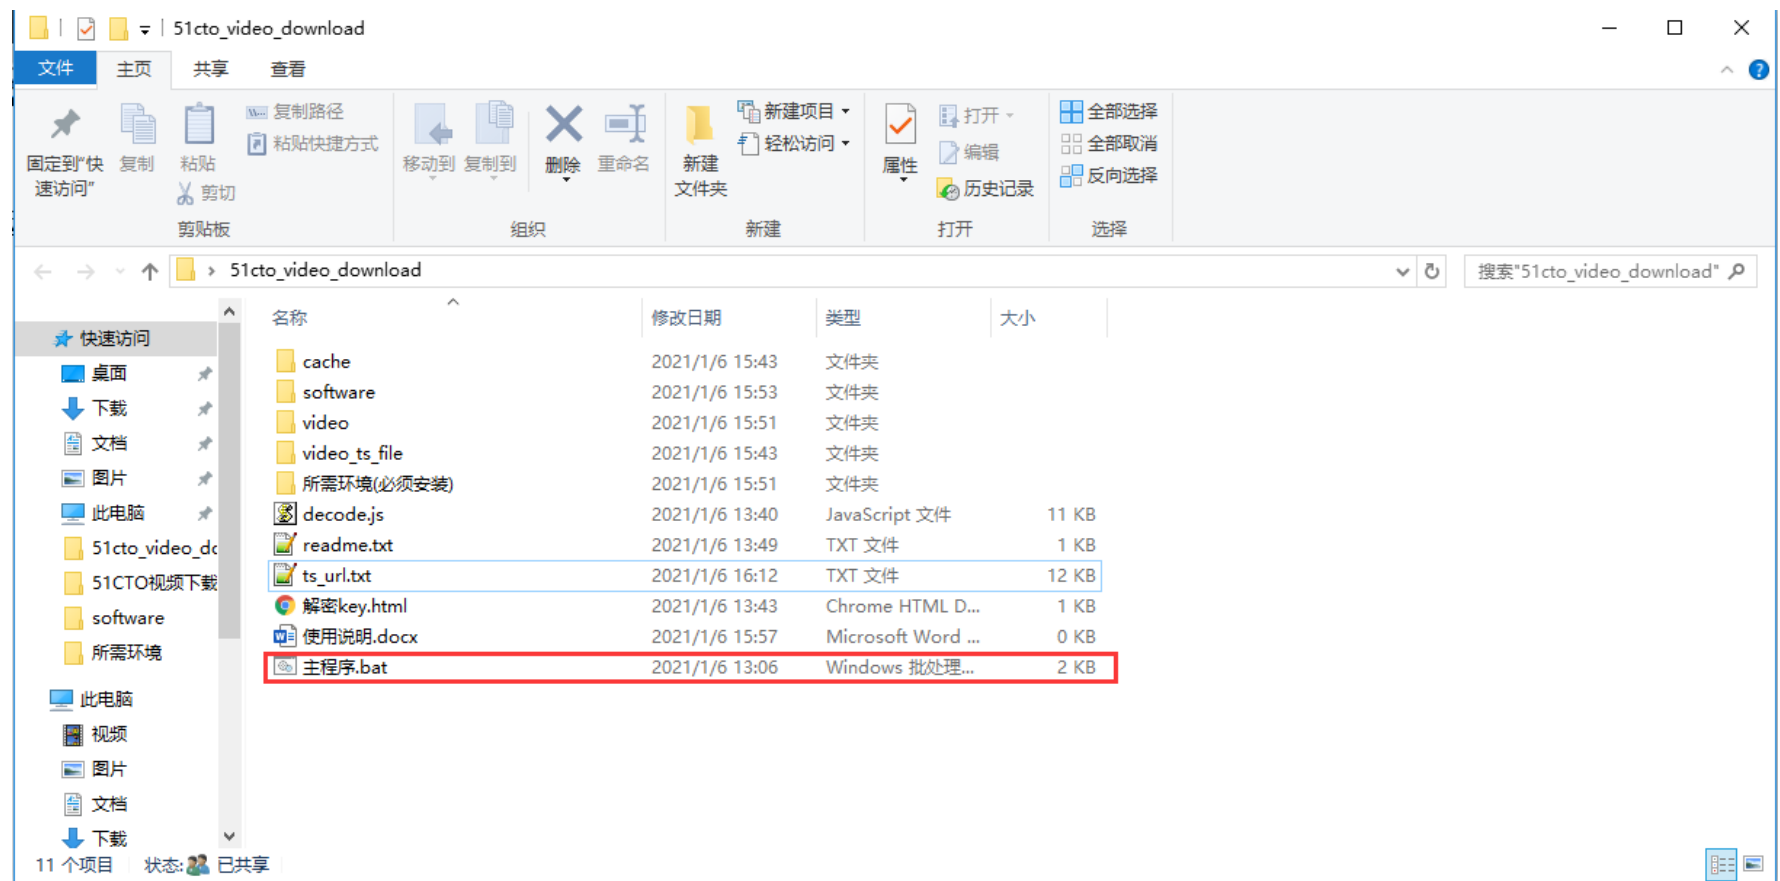 51cto_video_download
文件 主页 共享 查看
固定到"快速访问"
复制
粘贴
复制路径
粘贴快捷方式
剪切
剪贴板
移动到
复制到
删除
重命名
组织
新建
文件夹
新建项目
轻松访问
新建
属性
打开
编辑
历史记录
打开
全部选择
全部取消
反向选择
选择
51cto_video_download
搜索"51cto_video_download"
快速访问
桌面
下载
文档
图片
此电脑
51cto_video_dc
51CTO视频下载
software
所需环境
此电脑
视频
图片
文档
下载
名称 修改日期 类型 大小
cache 2021/1/6 15:43 文件夹
software 2021/1/6 15:53 文件夹
video 2021/1/6 15:51 文件夹
video_ts_file 2021/1/6 15:43 文件夹
所需环境(必须安装) 2021/1/6 15:51 文件夹
decode.js 2021/1/6 13:40 JavaScript 文件 11 KB
readme.txt 2021/1/6 13:49 TXT 文件 1 KB
ts_url.txt 2021/1/6 16:12 TXT 文件 12 KB
解密key.html 2021/1/6 13:43 Chrome HTML D... 1 KB
使用说明.docx 2021/1/6 15:57 Microsoft Word ... 0 KB
主程序.bat 2021/1/6 13:06 Windows 批处理... 2 KB
11 个项目 状态: 已共享